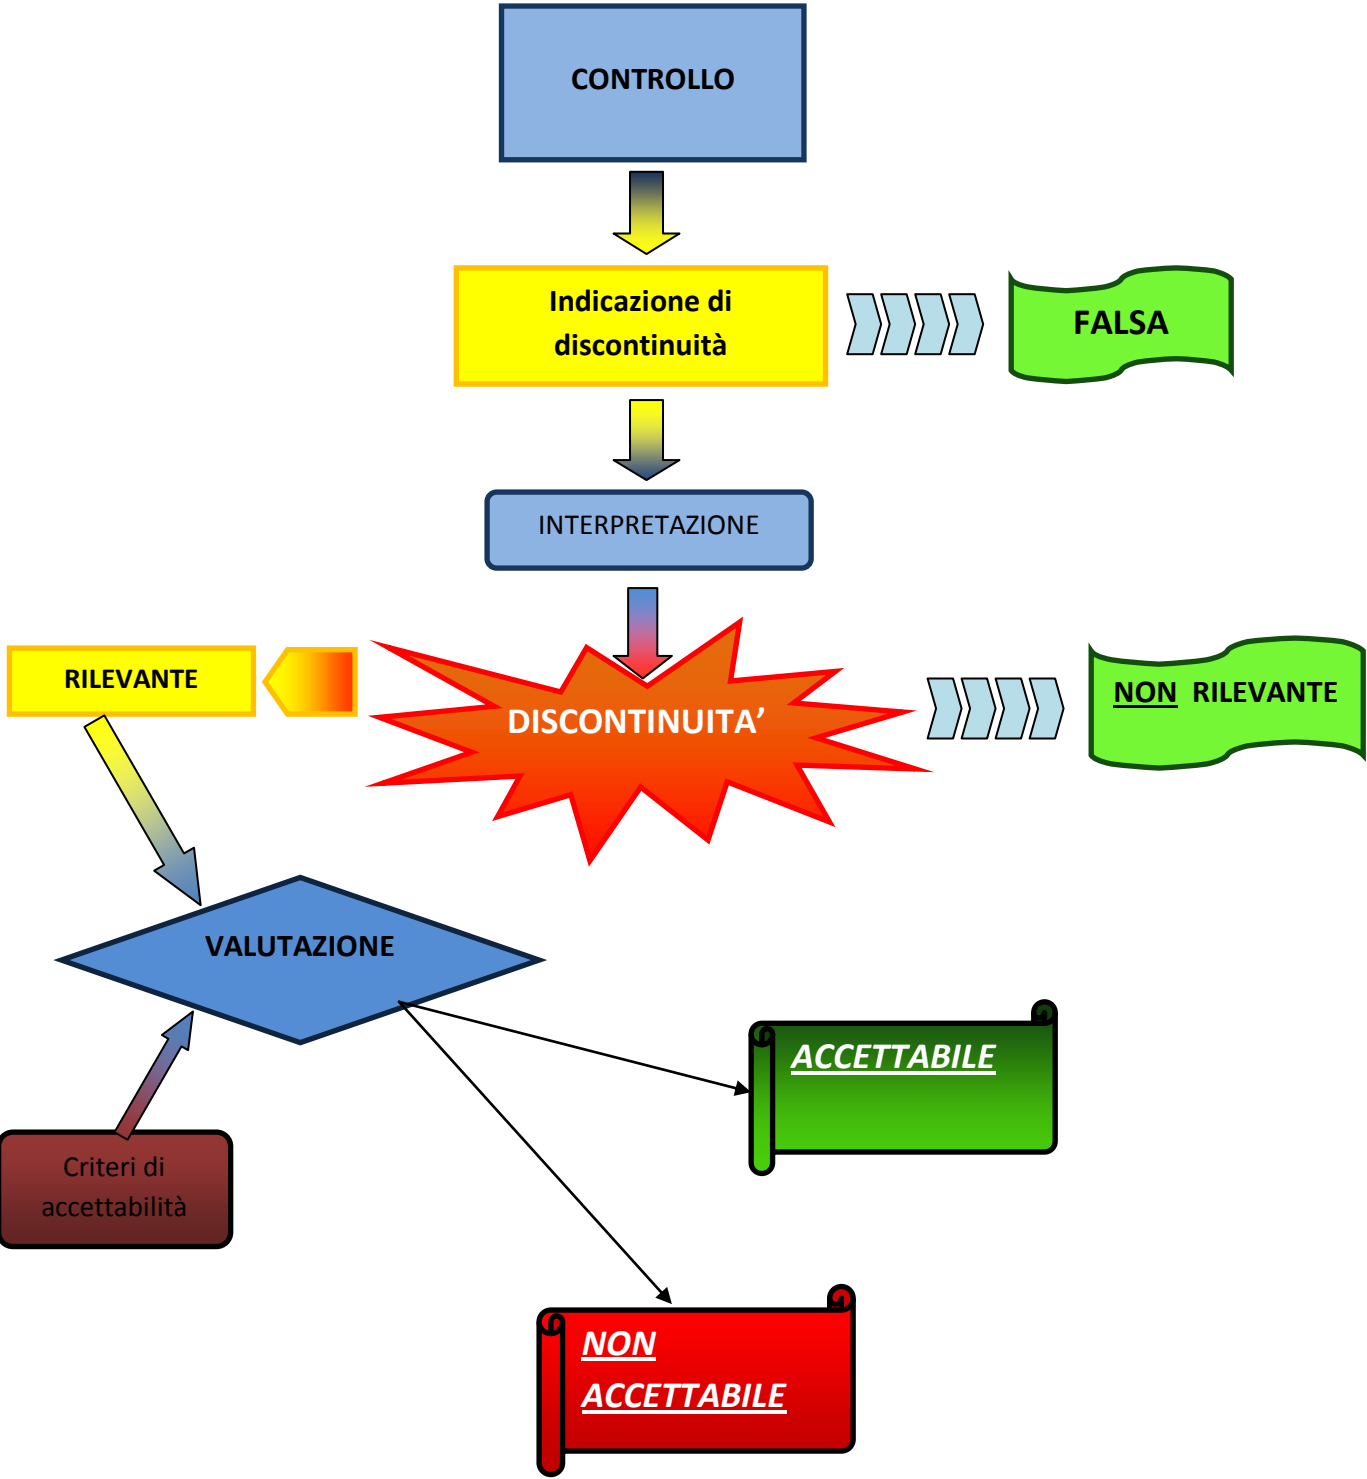 CONTROLLO
Indicazione di
discontinuità
FALSA
INTERPRETAZIONE
RILEVANTE
DISCONTINUITA’
NON RILEVANTE
VALUTAZIONE
ACCETTABILE
Criteri di
accettabilità
NON
ACCETTABILE